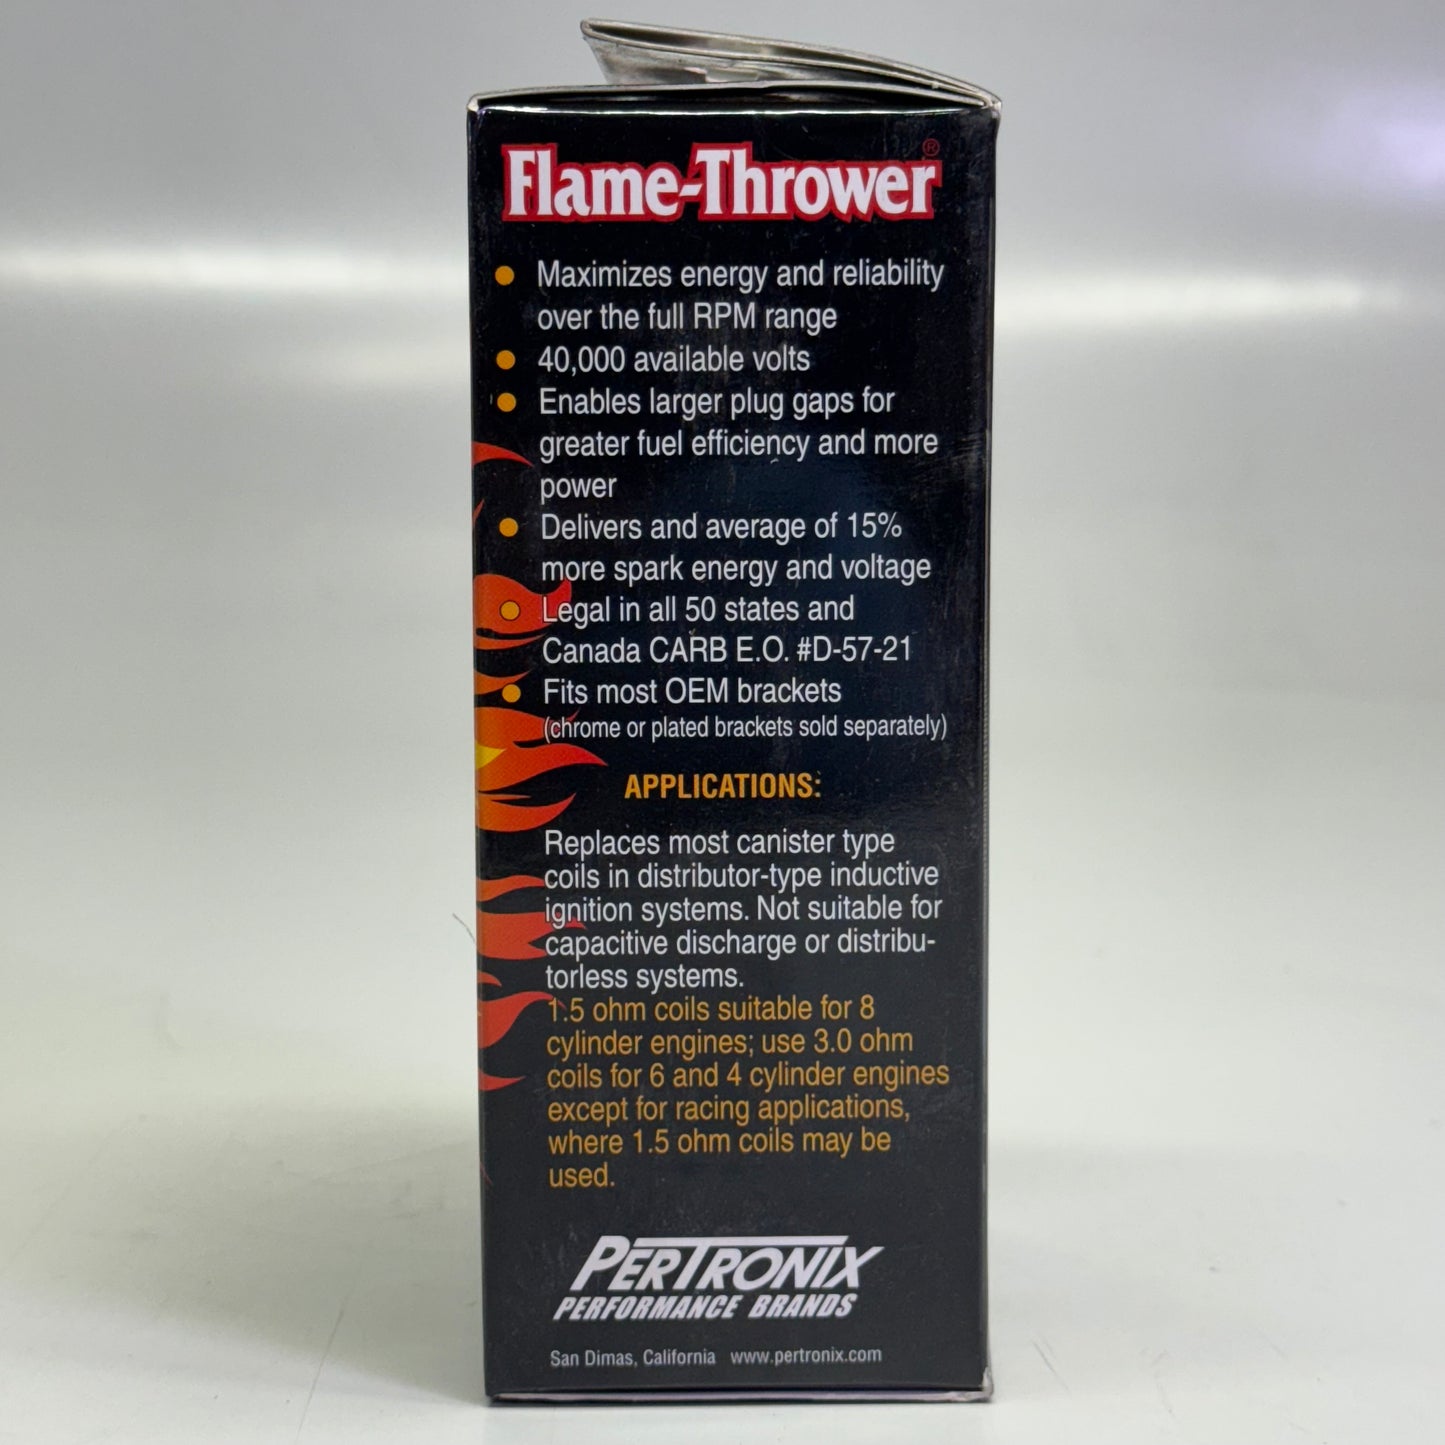 Flame-Thrower®
Maximizes energy and reliability
over the full RPM range
40,000 available volts
Enables larger plug gaps for
greater fuel efficiency and more
power
Delivers and average of 15%
more spark energy and voltage
Legal in all 50 states and
Canada CARB E.O. #D-57-21
Fits most OEM brackets
(chrome or plated brackets sold separately)
APPLICATIONS:
Replaces most canister type
coils in distributor-type inductive
ignition systems. Not suitable for
capacitive discharge or distribu-
torless systems.
1.5 ohm coils suitable for 8
cylinder engines; use 3.0 ohm
coils for 6 and 4 cylinder engines
except for racing applications,
where 1.5 ohm coils may be
used.
PERTRONIX
PERFORMANCE BRANDS
San Dimas, California www.pertronix.com